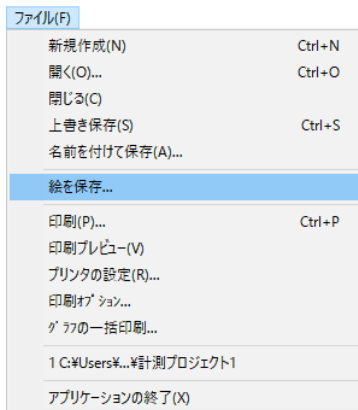 ファイル(F)
新規作成(N) Ctrl+N
開く(O)... Ctrl+O
閉じる(C)
上書き保存(S) Ctrl+S
名前を付けて保存(A)...
絵を保存...
印刷(P)... Ctrl+P
印刷プレビュー(V)
プリンタの設定(R)...
印刷ｵﾌﾟｼｮﾝ...
ｸﾞﾗﾌの一括印刷...
1 C:¥Users¥...¥計測プロジェクト1
アプリケーションの終了(X)